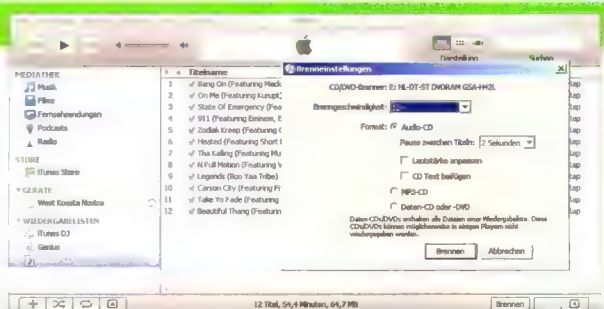 Darstellung Suchen
MEDIATHEK
Musik
Filme
Fernsehsendungen
Podcasts
Radio
STORE
iTunes Store
GERÄTE
West Koasta Nostra
WIEDERGABELISTEN
iTunes DJ
Genius
Titelname
1 Bang On (Featuring Mack
2 On Me (Featuring Kurupt)
3 State Of Emergency (Fea
4 911 (Featuring Eminem, E
5 Zodiak Kreep (Featuring
6 Heated (Featuring Short
7 Tha Kalling (Featuring Mu
8 N Full Motion (Featuring
9 Legends (Boo Yaa Tribe)
10 Carson City (Featuring Fr
11 Take Yo Fade (Featuring
12 Beautiful Thang (Featurin
Brenneinstellungen
CD/DVD-Brenner: E: HL-DT-ST DVDRAM GSA-H42L
Brenngeschwindigkeit:
Format: Audio-CD
Pause zwischen Titeln: 2 Sekunden
Lautstärke anpassen
CD Text beifügen
MP3-CD
Daten-CD oder -DVD
Daten-CDs/DVDs enthalten alle Dateien einer Wiedergabeliste. Diese
CDs/DVDs können möglicherweise in einigen Playern nicht
wiedergegeben werden.
Brennen Abbrechen
12 Titel, 54,4 Minuten, 64,7 MB
Brennen